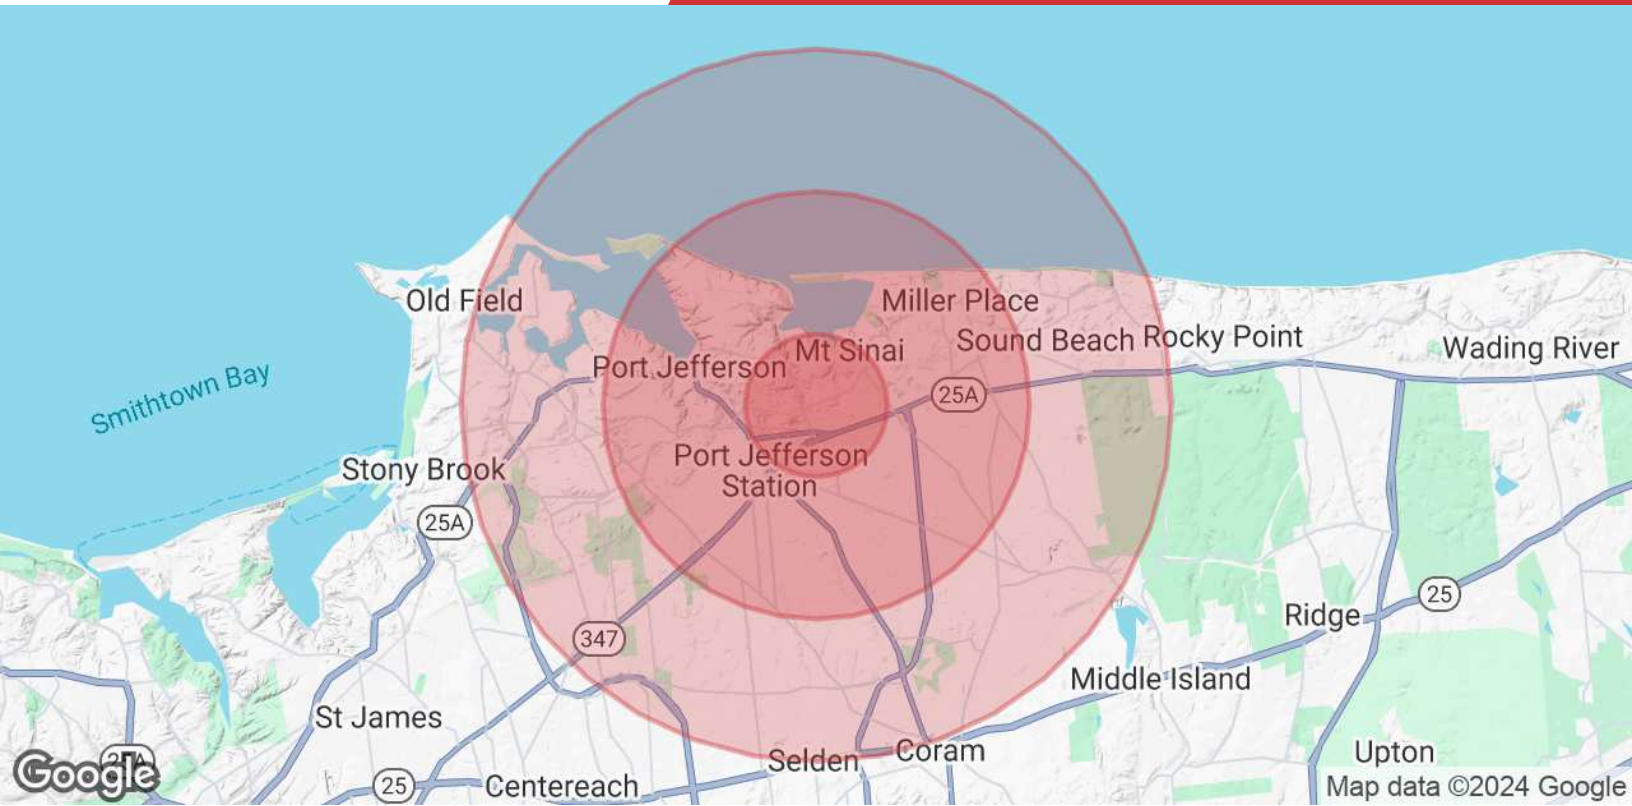 Old Field
Miller Place
Sound Beach
Rocky Point
Mt Sinai
Wading River
Port Jefferson
Smithtown Bay
25A
Port Jefferson
Station
Stony Brook
25A
25
Ridge
347
Middle Island
St James
Selden
Coram
Upton
25A
Google
25
Centereach
Map data ©2024 Google